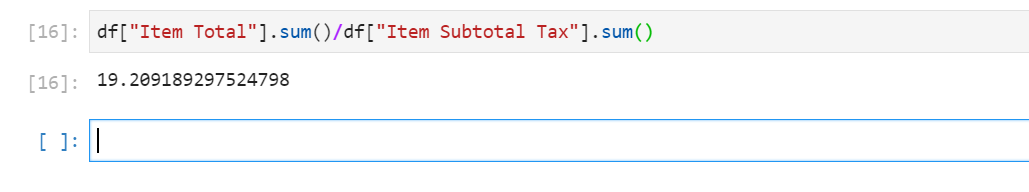 [16]: df["Item Total"].sum()/df["Item Subtotal Tax"].sum()
[16]: 19.209189297524798
[ ]: